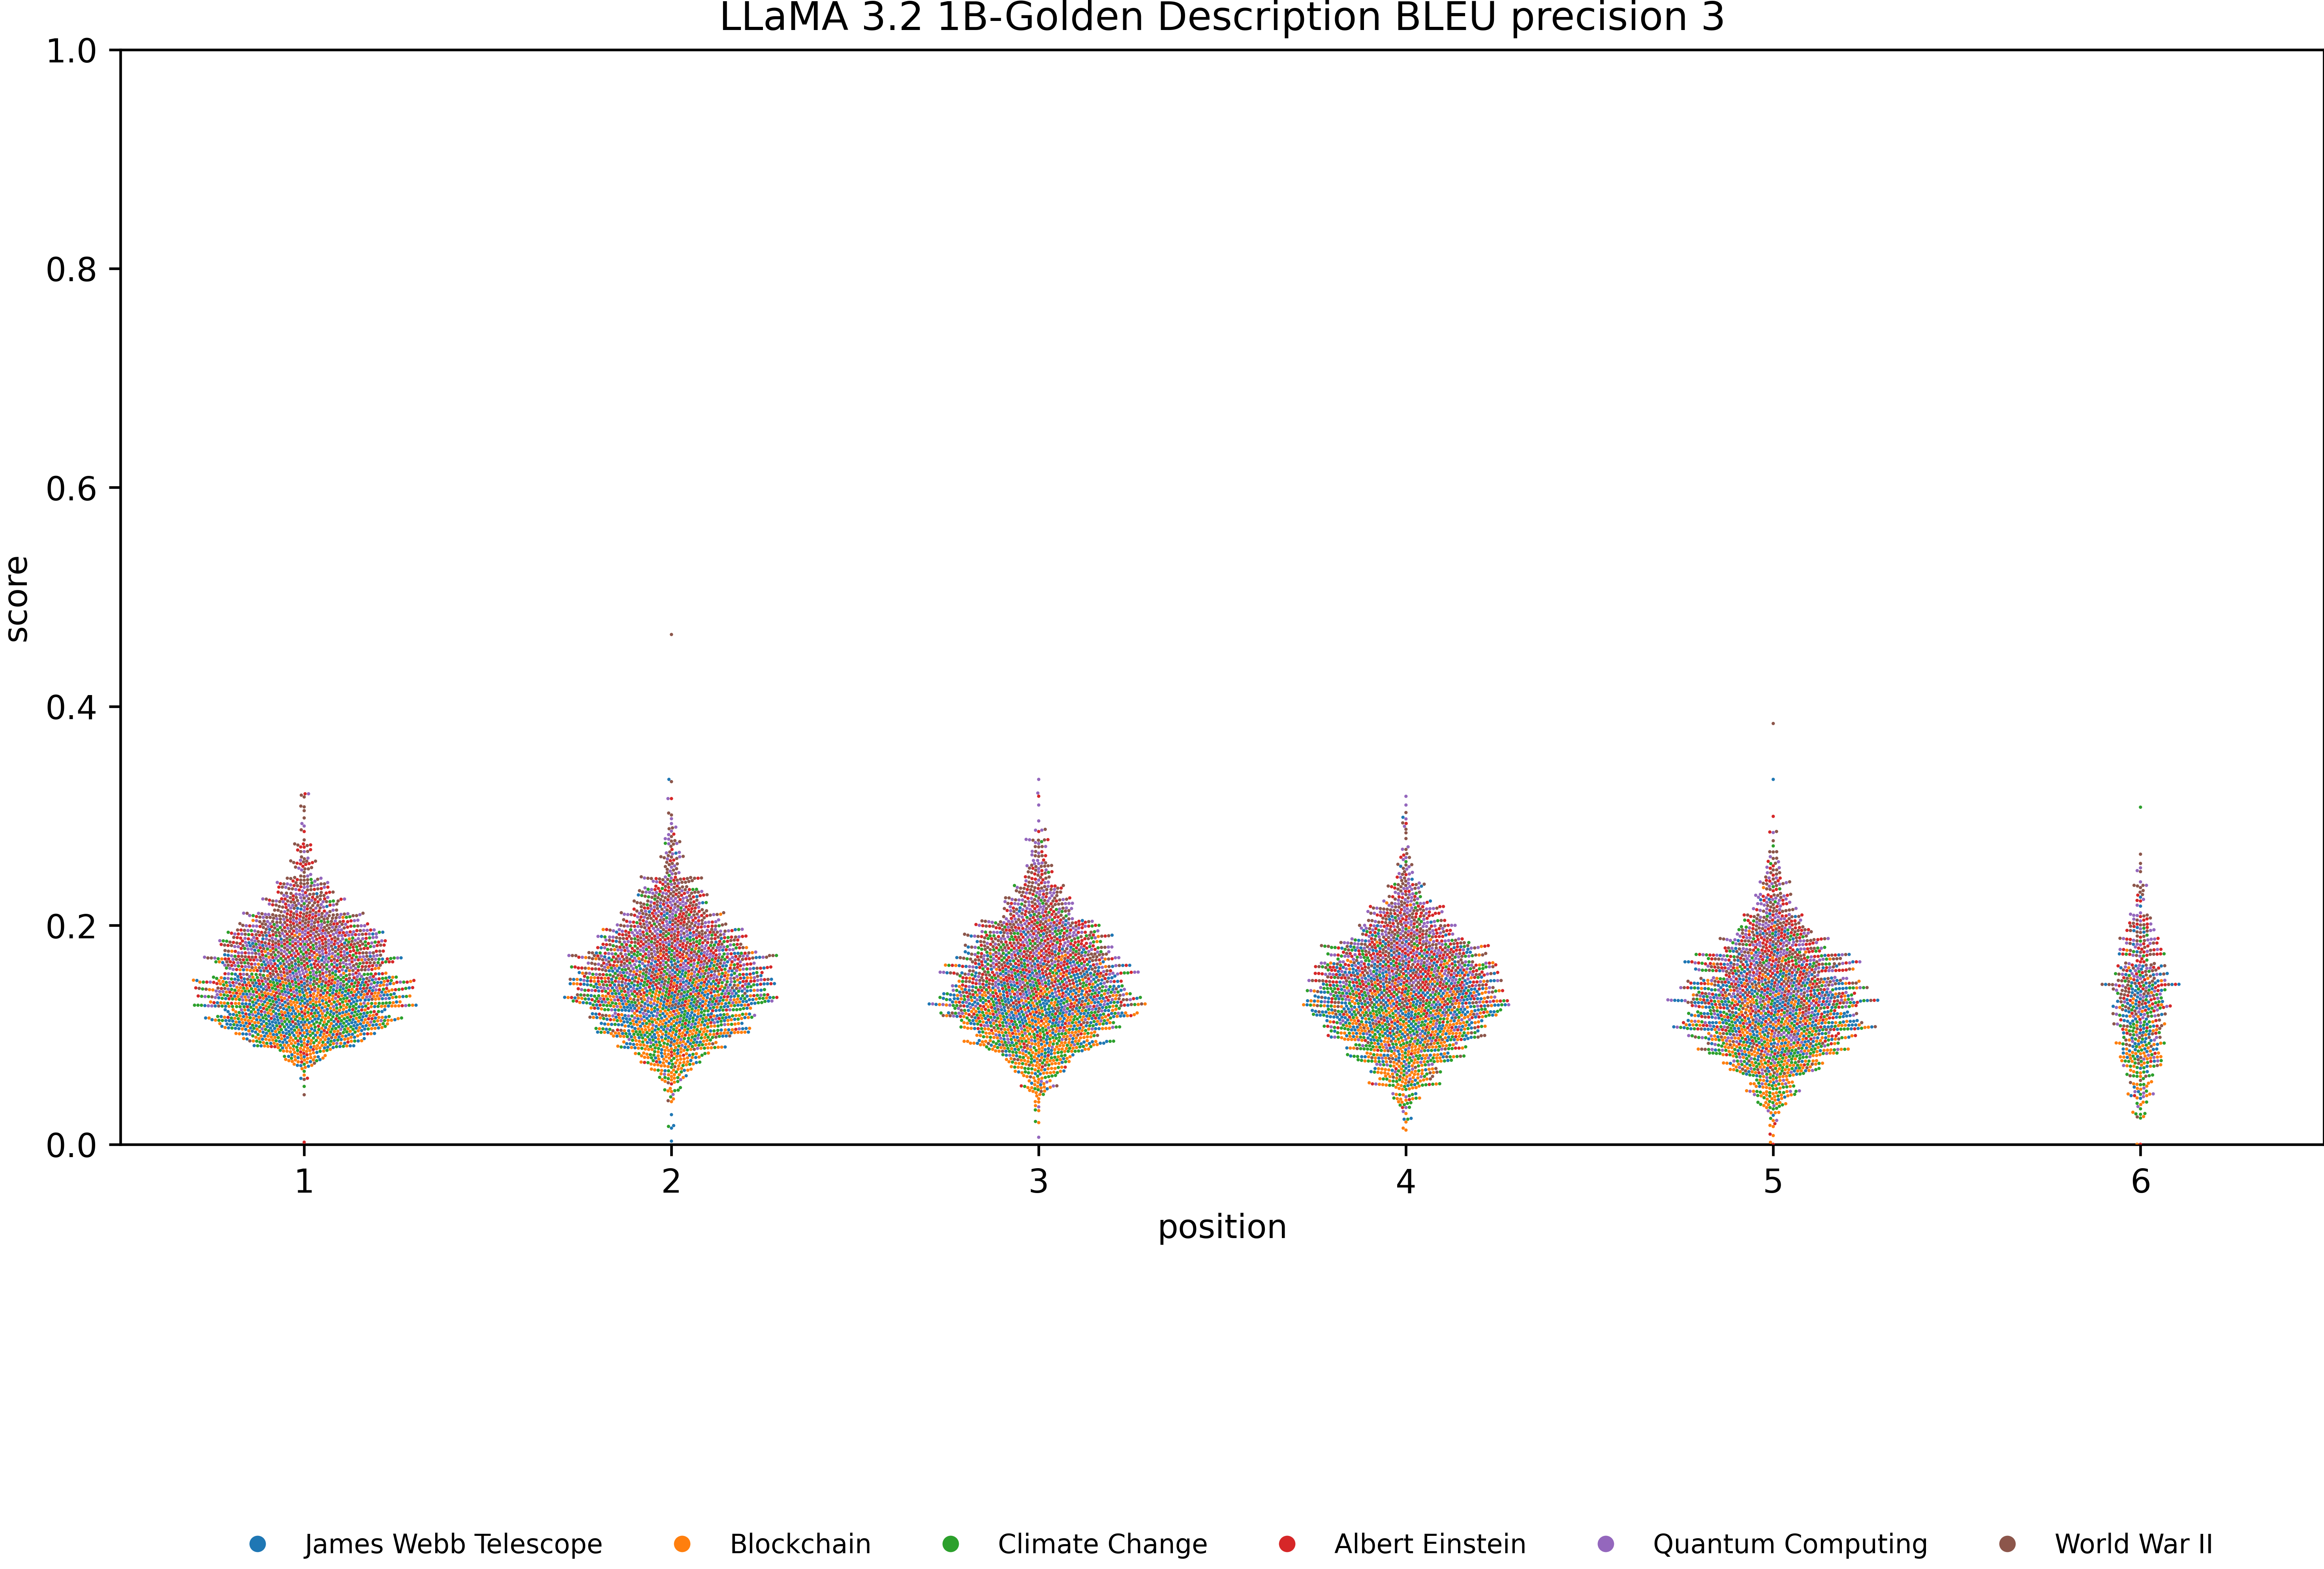 LLaMA 3.2 1B-Golden Description BLEU precision 3
1.0
0.8
0.6
0.4
0.2
0.0
score
1 2 3 4 5 6
position
James Webb Telescope Blockchain Climate Change Albert Einstein Quantum Computing World War II